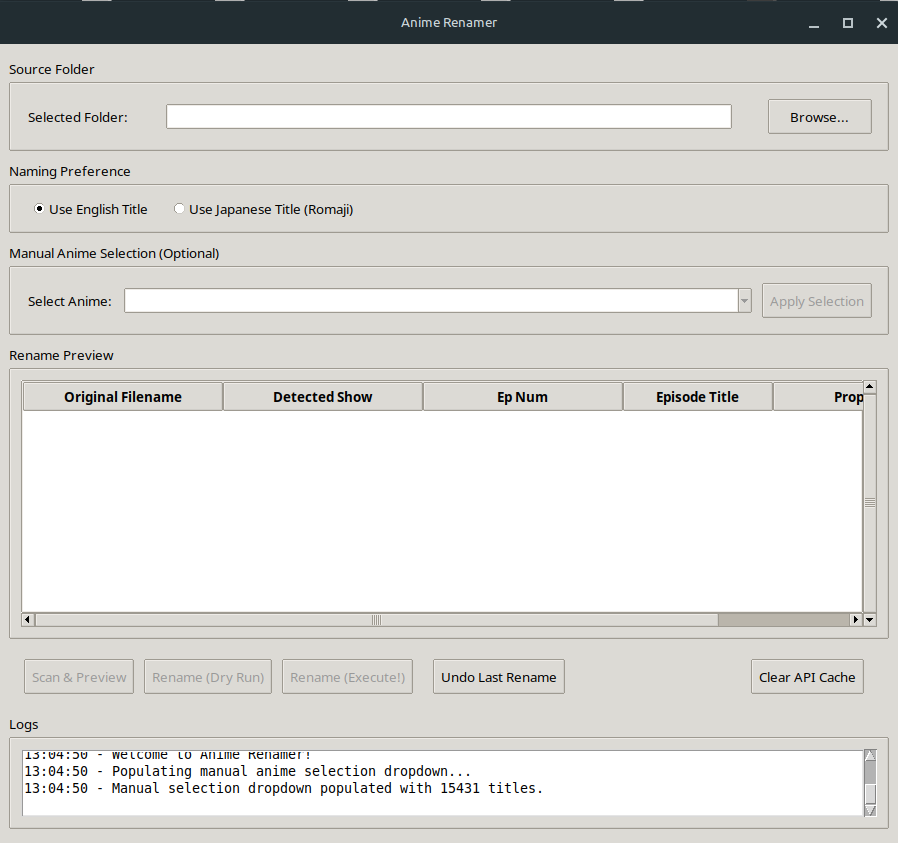 Anime Renamer
Source Folder
Selected Folder:
Browse...
Naming Preference
Use English Title
Use Japanese Title (Romaji)
Manual Anime Selection (Optional)
Select Anime:
Apply Selection
Rename Preview
Original Filename
Detected Show
Ep Num
Episode Title
Prop
Scan & Preview
Rename (Dry Run)
Rename (Execute!)
Undo Last Rename
Clear API Cache
Logs
13:04:50 - Welcome to Anime Renamer!
13:04:50 - Populating manual anime selection dropdown...
13:04:50 - Manual selection dropdown populated with 15431 titles.